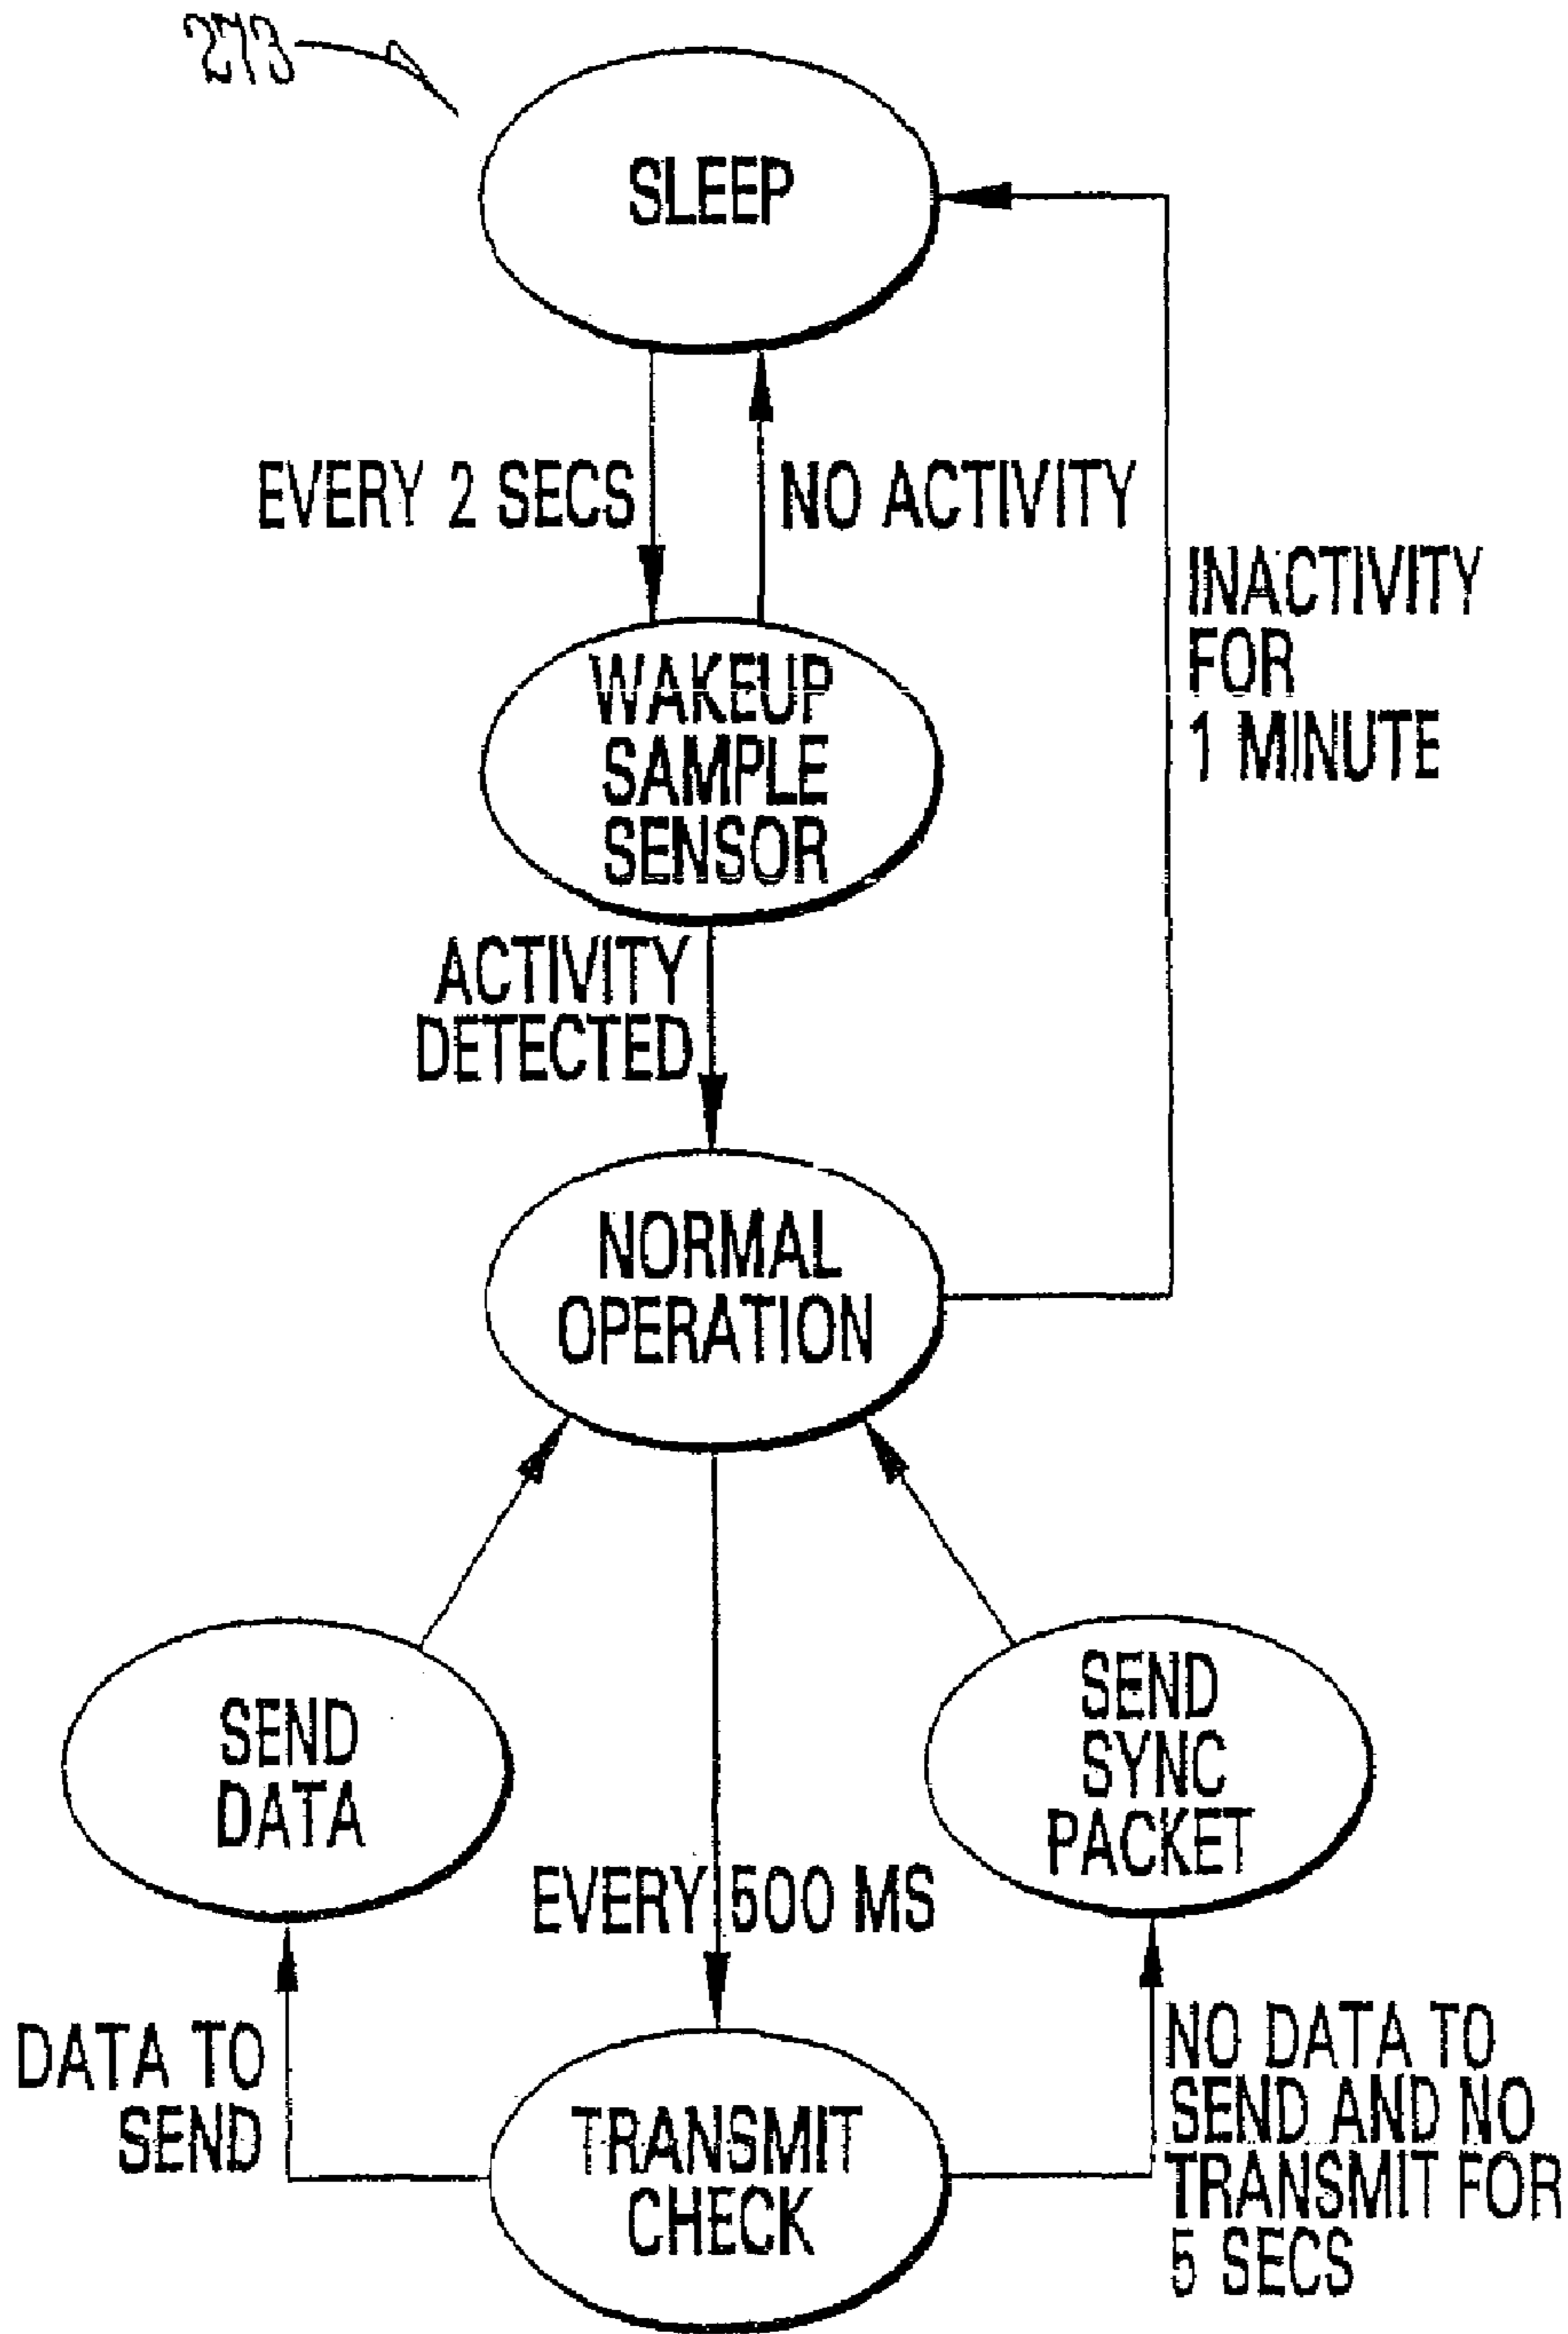 273
SLEEP
EVERY 2 SECS
NO ACTIVITY
INACTIVITY
FOR
1 MINUTE
WAKEUP
SAMPLE
SENSOR
ACTIVITY
DETECTED
NORMAL
OPERATION
SEND
DATA
SEND
SYNC
PACKET
EVERY 500 MS
DATA TO
SEND
TRANSMIT
CHECK
NO DATA TO
SEND AND NO
TRANSMIT FOR
5 SECS